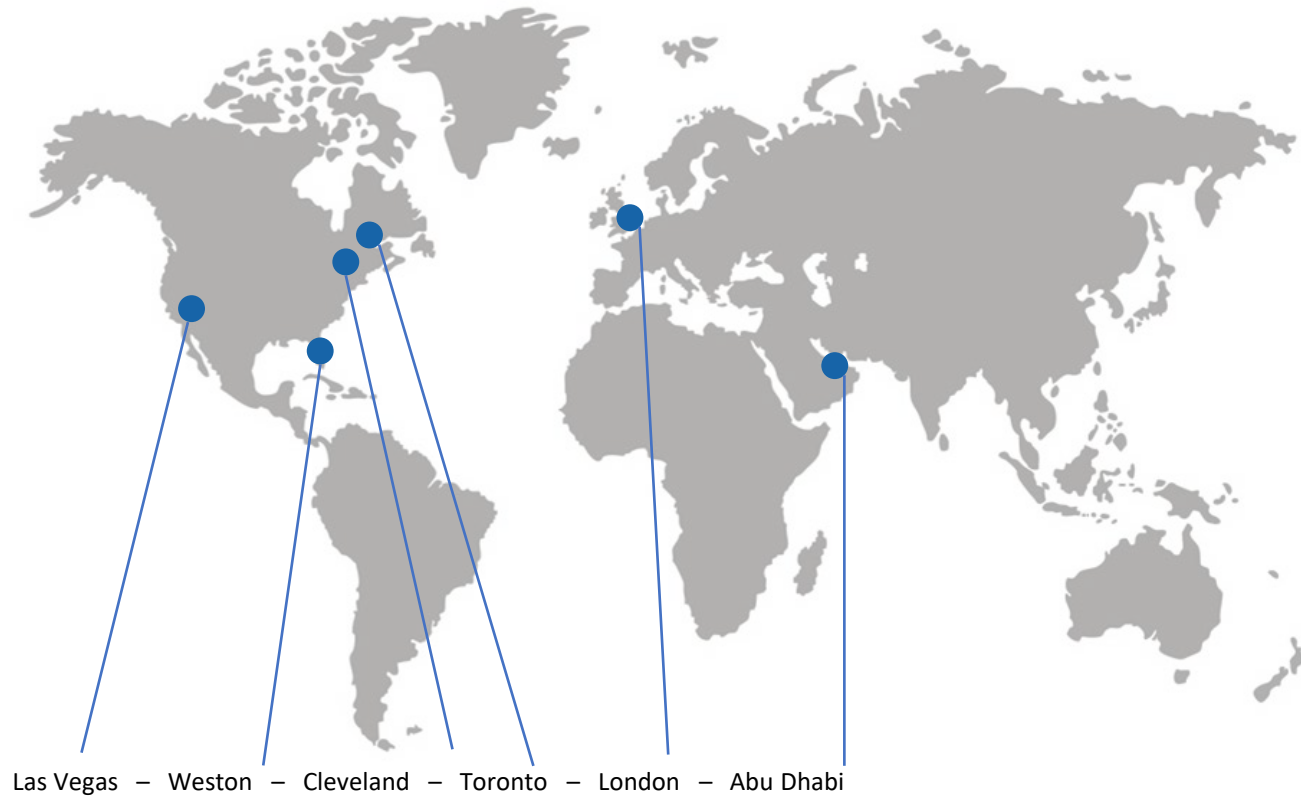 Las Vegas – Weston – Cleveland – Toronto – London – Abu Dhabi